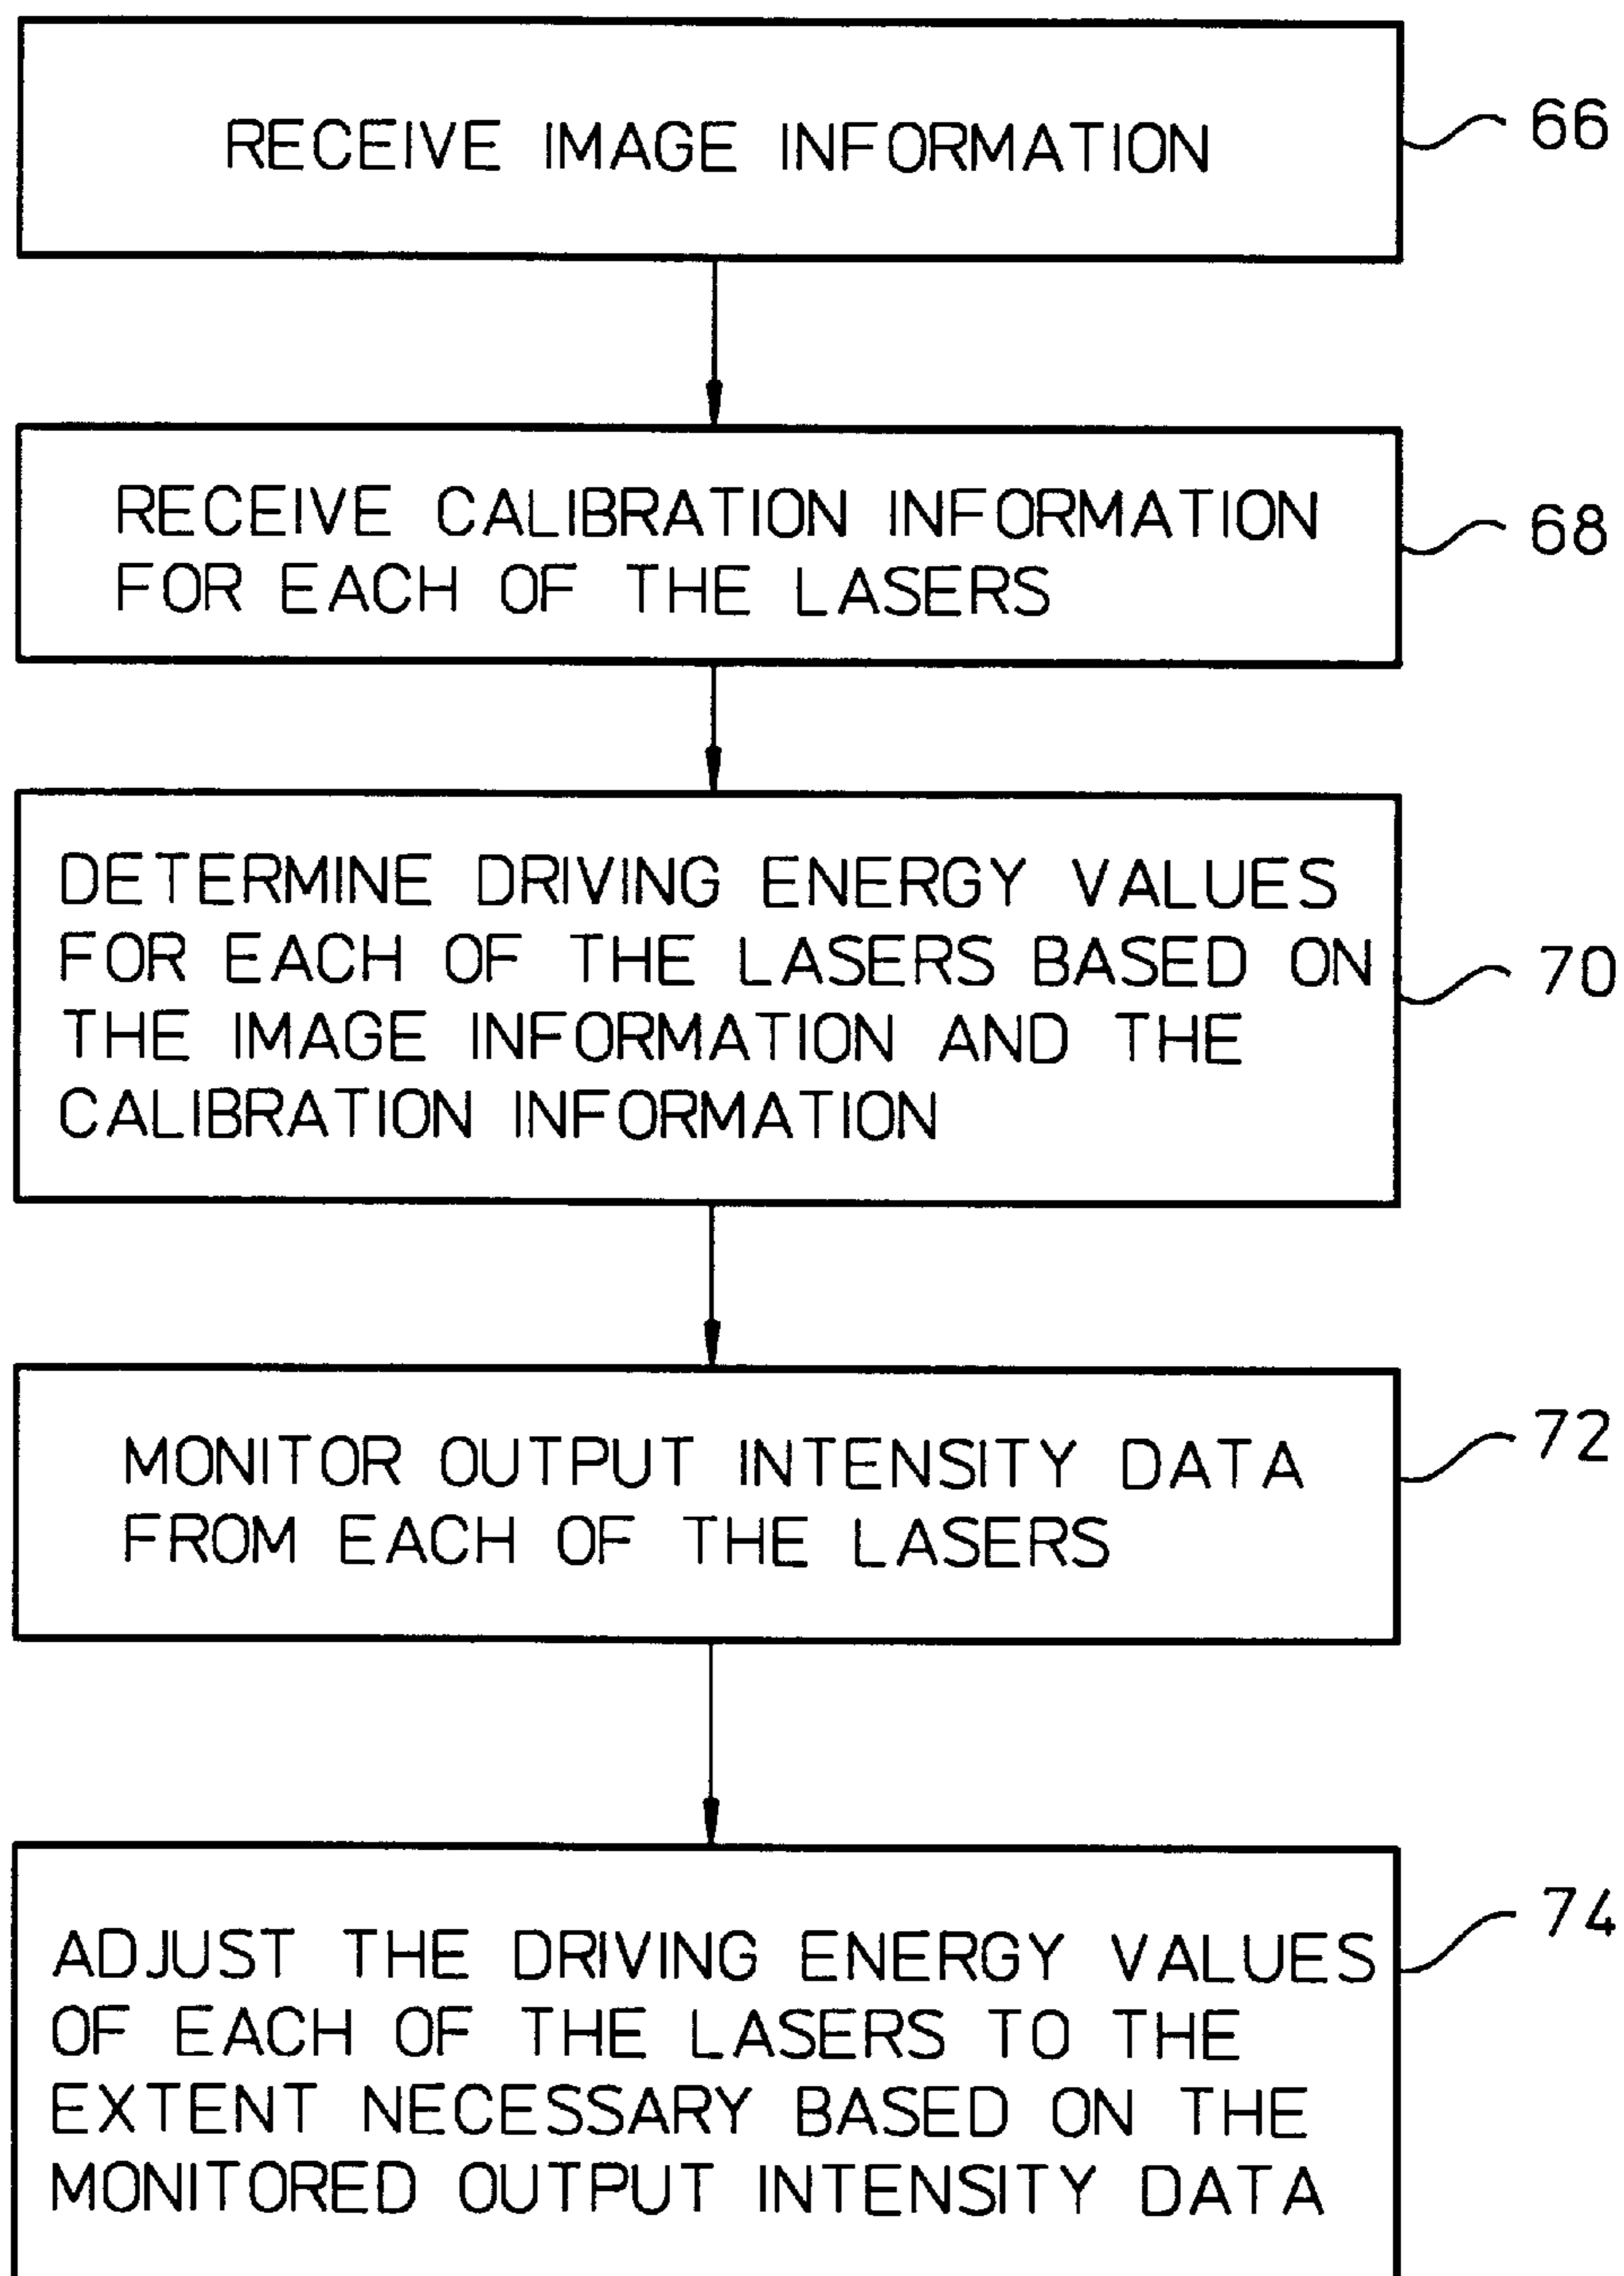 RECEIVE IMAGE INFORMATION
66
RECEIVE CALIBRATION INFORMATION
FOR EACH OF THE LASERS
68
DETERMINE DRIVING ENERGY VALUES
FOR EACH OF THE LASERS BASED ON
THE IMAGE INFORMATION AND THE
CALIBRATION INFORMATION
70
MONITOR OUTPUT INTENSITY DATA
FROM EACH OF THE LASERS
72
ADJUST THE DRIVING ENERGY VALUES
OF EACH OF THE LASERS TO THE
EXTENT NECESSARY BASED ON THE
MONITORED OUTPUT INTENSITY DATA
74